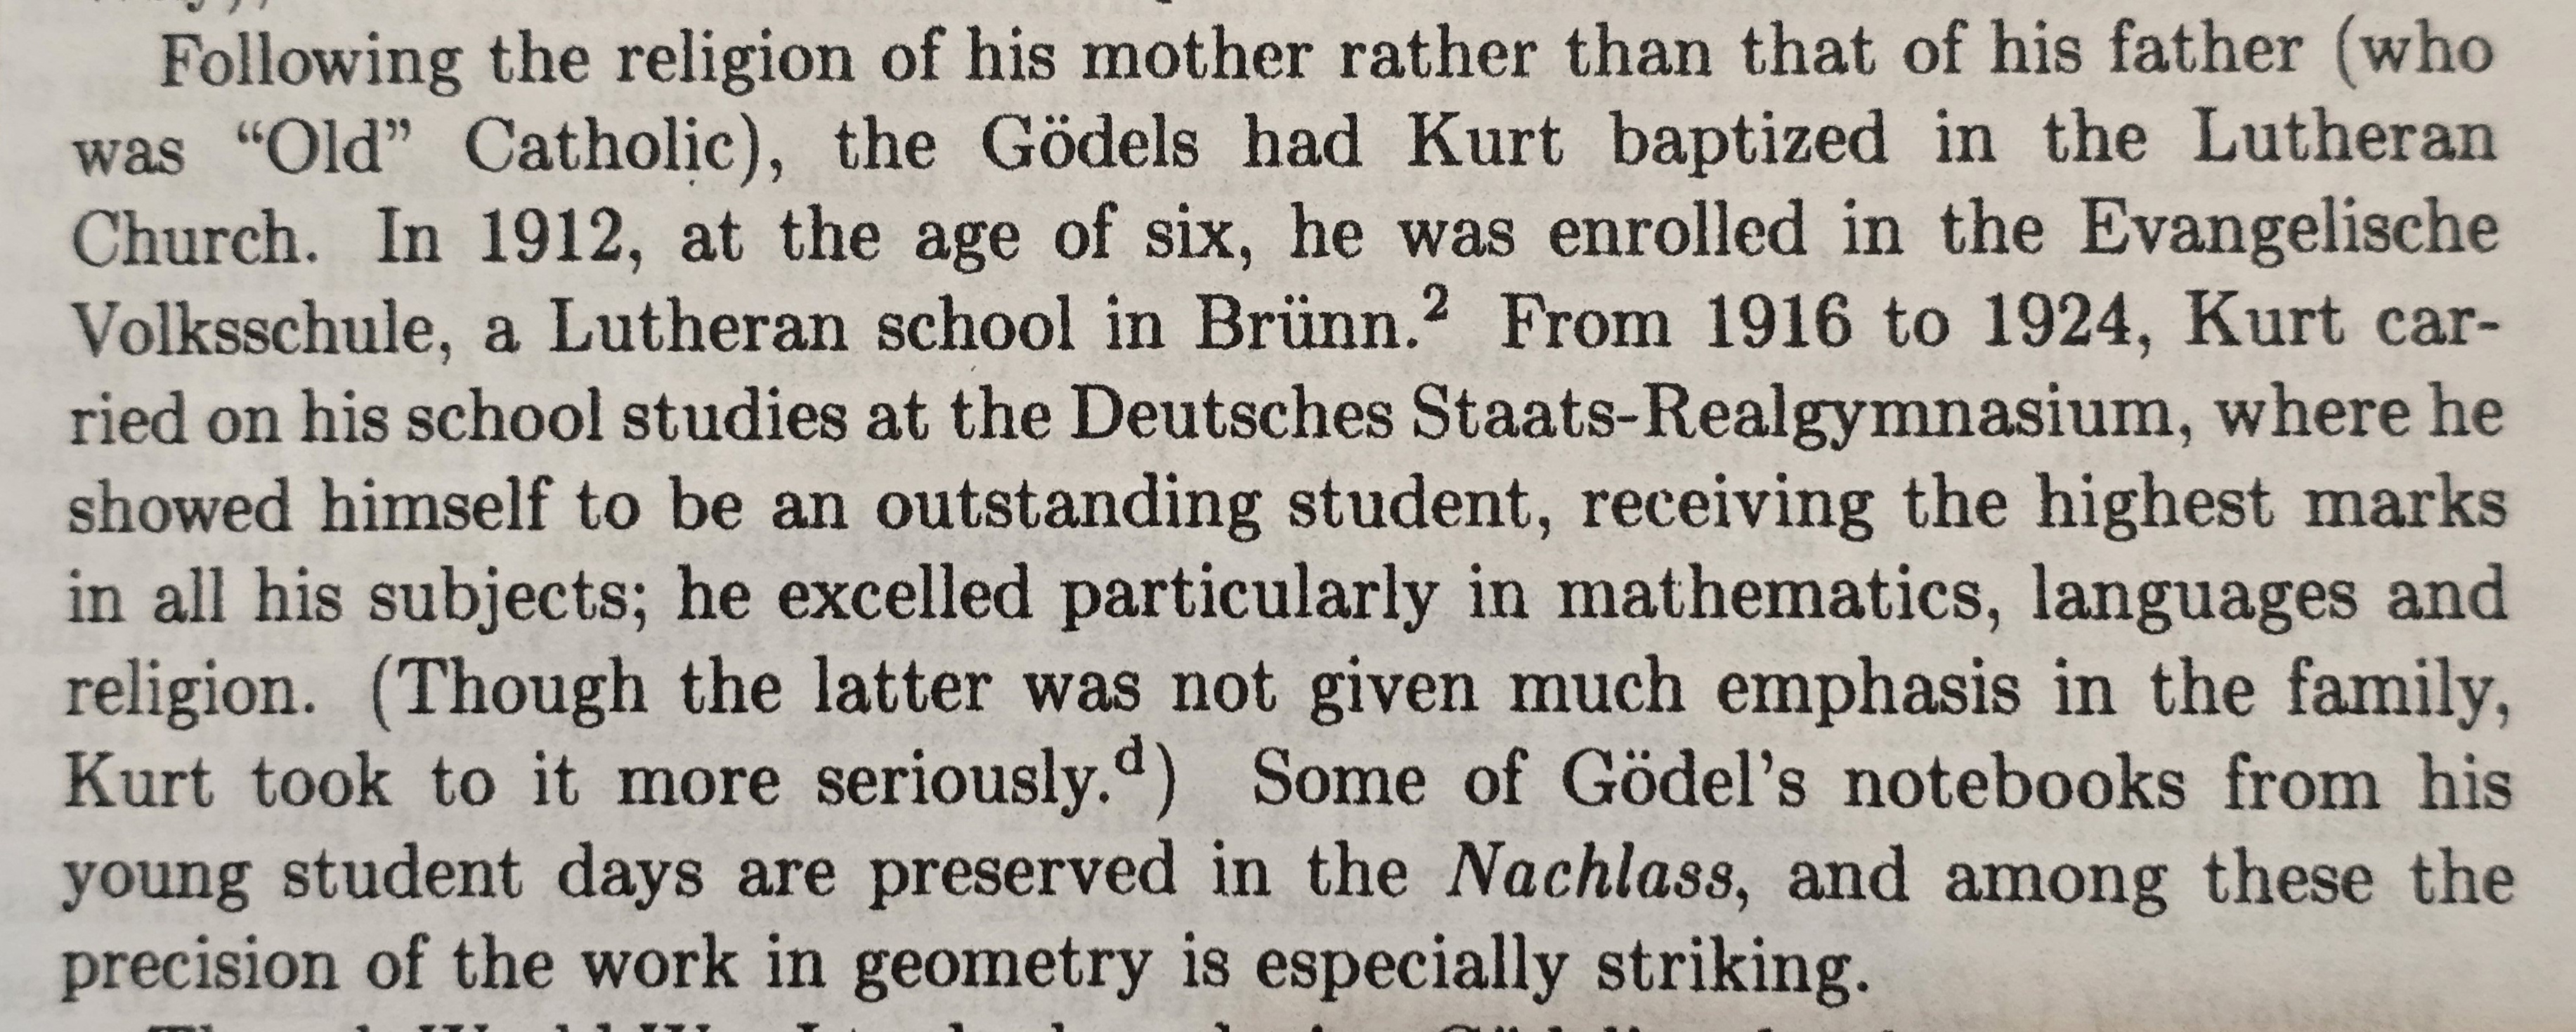 Following the religion of his mother rather than that of his father (who
was “Old” Catholic), the Gödels had Kurt baptized in the Lutheran
Church. In 1912, at the age of six, he was enrolled in the Evangelische
Volksschule, a Lutheran school in Brünn.² From 1916 to 1924, Kurt car-
ried on his school studies at the Deutsches Staats-Realgymnasium, where he
showed himself to be an outstanding student, receiving the highest marks
in all his subjects; he excelled particularly in mathematics, languages and
religion. (Though the latter was not given much emphasis in the family,
Kurt took to it more seriously.ᵈ) Some of Gödel’s notebooks from his
young student days are preserved in the Nachlass, and among these the
precision of the work in geometry is especially striking.